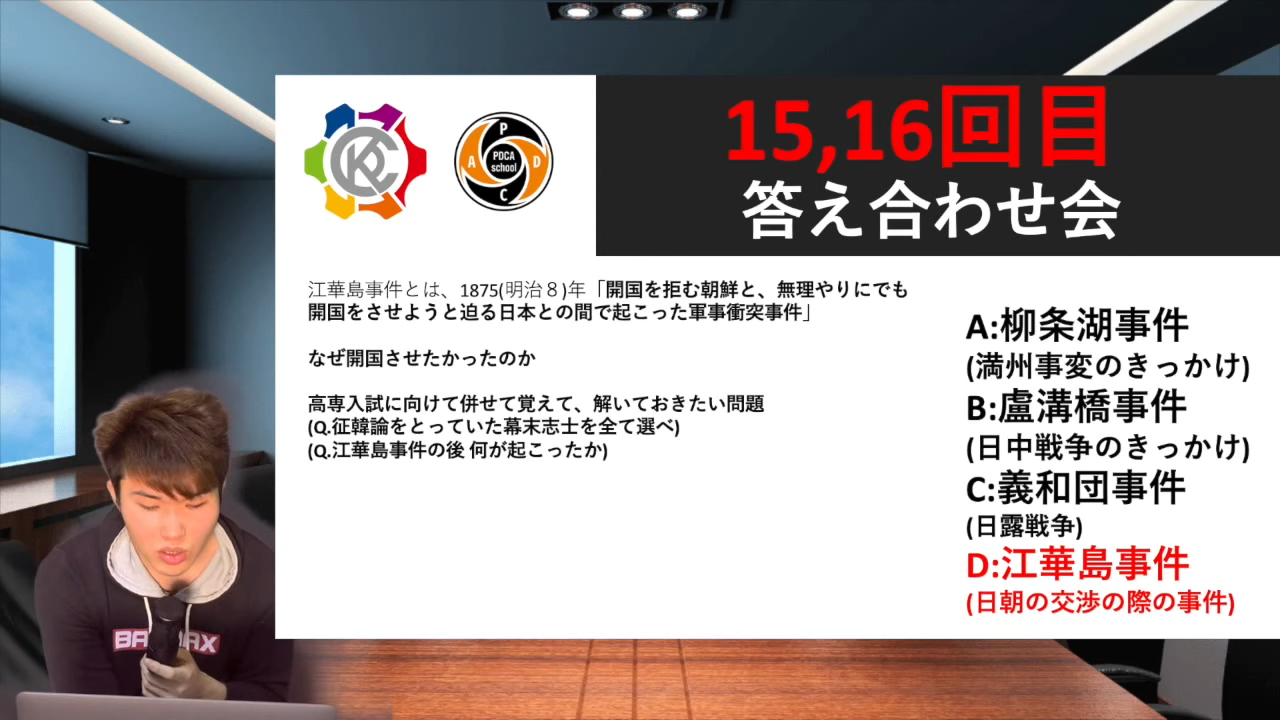 KPC
P
A
PDCA
school
D
C
15,16回目
答え合わせ会
江華島事件とは、1875(明治８)年「開国を拒む朝鮮と、無理やりにでも
開国をさせようと迫る日本との間で起こった軍事衝突事件」
なぜ開国させたかったのか
高専入試に向けて併せて覚えて、解いておきたい問題
(Q.征韓論をとっていた幕末志士を全て選べ)
(Q.江華島事件の後 何が起こったか)
A:柳条湖事件
(満州事変のきっかけ)
B:盧溝橋事件
(日中戦争のきっかけ)
C:義和団事件
(日露戦争)
D:江華島事件
(日朝の交渉の際の事件)